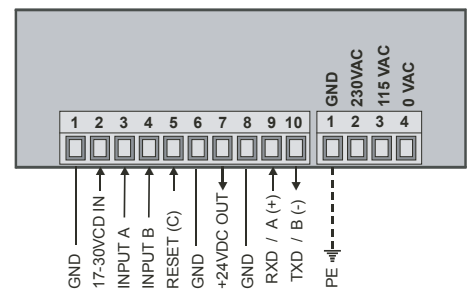 GND
230VAC
115 VAC
0 VAC
1 2 3 4 5 6 7 8 9 10
1 2 3 4
GND
17-30VCD IN
INPUT A
INPUT B
RESET (C)
GND
+24VDC OUT
GND
RXD / A (+)
TXD / B (-)
PE